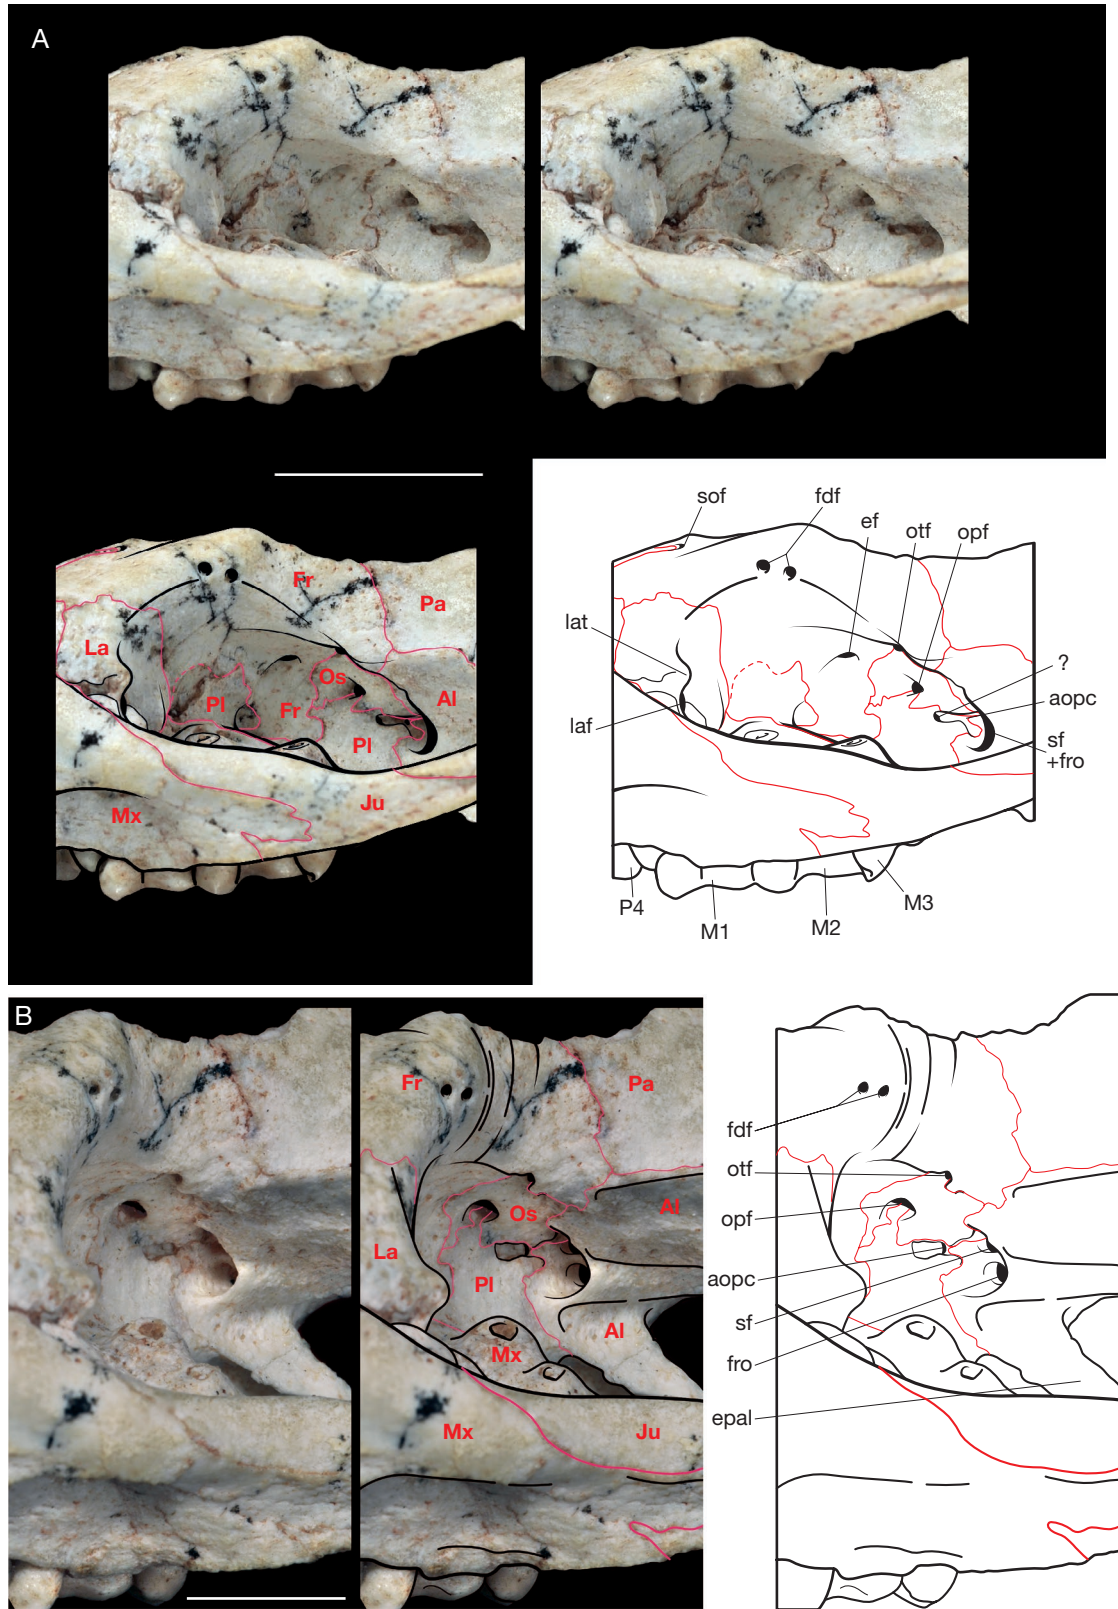 A
sof
fdf
ef
otf
opf
lat
laf
?
aopc
sf
+fro
P4
M1
M2
M3
Fr
Pa
La
Os
Pl
Fr
Al
Pl
Mx
Ju
B
Fr
Pa
Os
Al
La
Pl
Al
Mx
Mx
Ju
fdf
otf
opf
aopc
sf
fro
epal